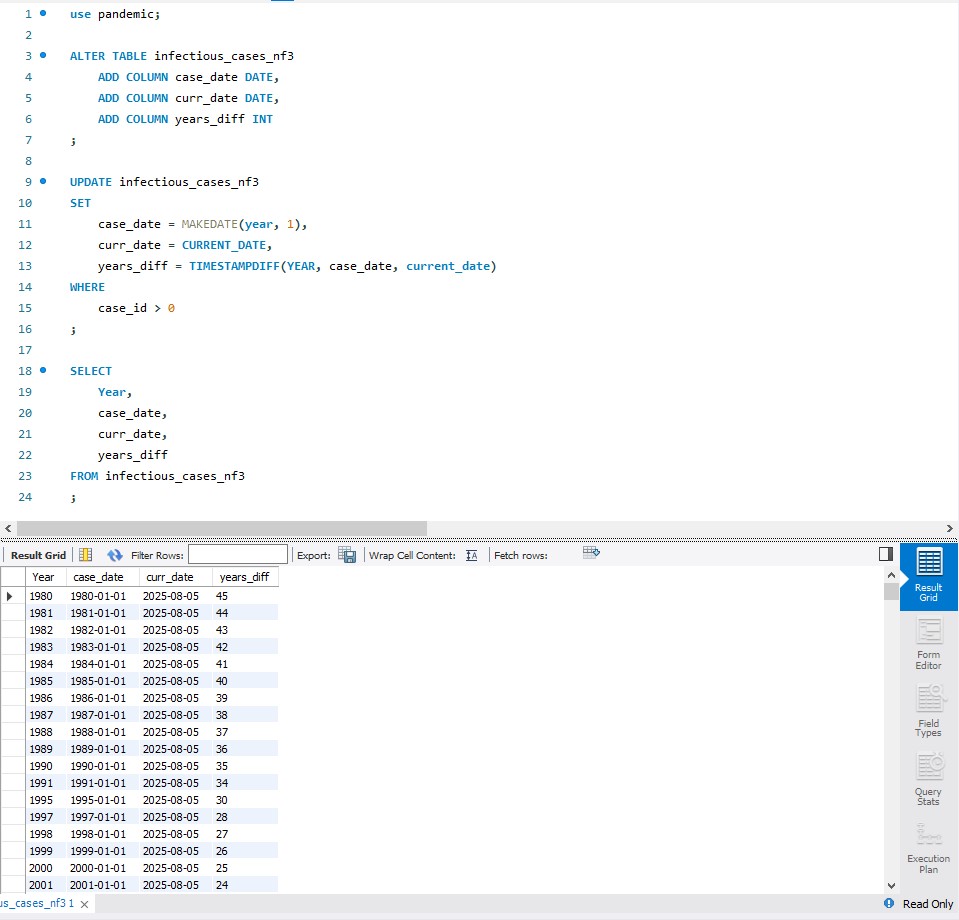 1 use pandemic;
2
3 ALTER TABLE infectious_cases_nf3
4 ADD COLUMN case_date DATE,
5 ADD COLUMN curr_date DATE,
6 ADD COLUMN years_diff INT
7 ;
8
9 UPDATE infectious_cases_nf3
10 SET
11 case_date = MAKEDATE(year, 1),
12 curr_date = CURRENT_DATE,
13 years_diff = TIMESTAMPDIFF(YEAR, case_date, current_date)
14 WHERE
15 case_id > 0
16 ;
17
18 SELECT
19 Year,
20 case_date,
21 curr_date,
22 years_diff
23 FROM infectious_cases_nf3
24 ;
Result Grid Filter Rows: Export: Wrap Cell Content: IA Fetch rows:
Year case_date curr_date years_diff
1980 1980-01-01 2025-08-05 45
1981 1981-01-01 2025-08-05 44
1982 1982-01-01 2025-08-05 43
1983 1983-01-01 2025-08-05 42
1984 1984-01-01 2025-08-05 41
1985 1985-01-01 2025-08-05 40
1986 1986-01-01 2025-08-05 39
1987 1987-01-01 2025-08-05 38
1988 1988-01-01 2025-08-05 37
1989 1989-01-01 2025-08-05 36
1990 1990-01-01 2025-08-05 35
1991 1991-01-01 2025-08-05 34
1995 1995-01-01 2025-08-05 30
1997 1997-01-01 2025-08-05 28
1998 1998-01-01 2025-08-05 27
1999 1999-01-01 2025-08-05 26
2000 2000-01-01 2025-08-05 25
2001 2001-01-01 2025-08-05 24
Result
Grid
Form
Editor
Field
Types
Query
Stats
Execution
Plan
us_cases_nf3 1
Read Only